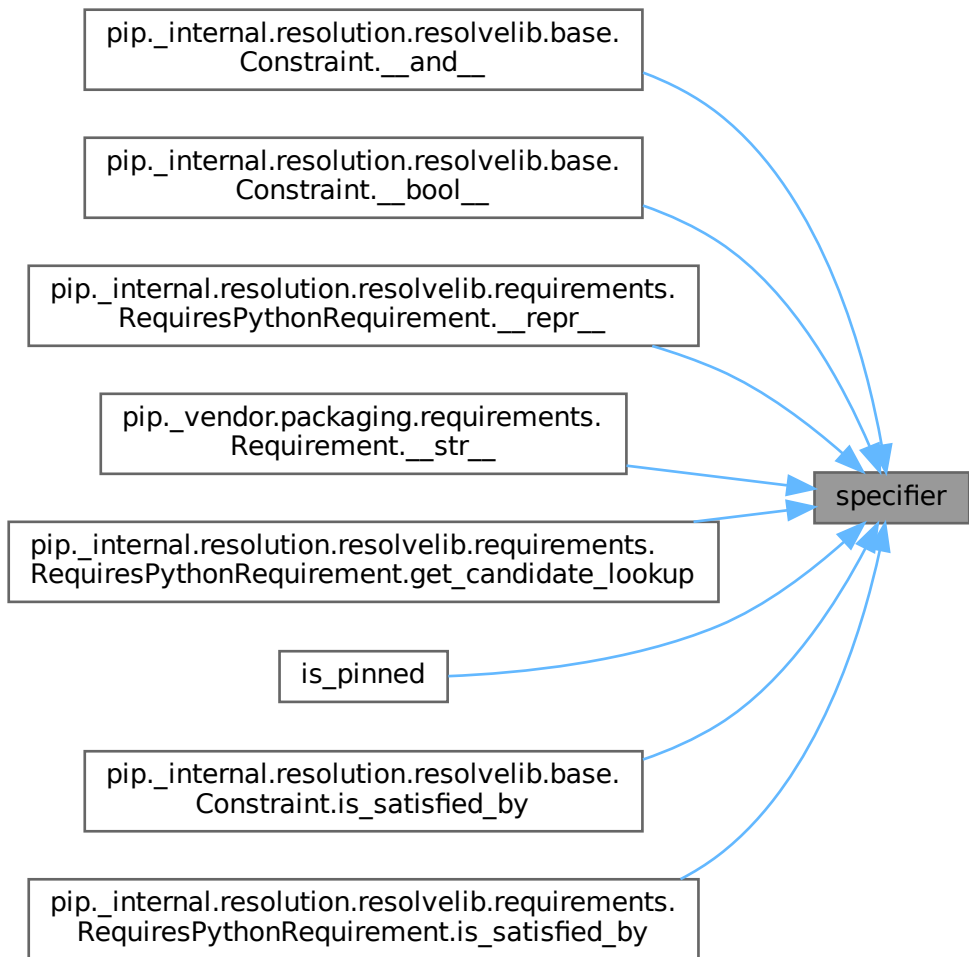 pip._internal.resolution.resolvelib.base.
Constraint.__and__
pip._internal.resolution.resolvelib.base.
Constraint.__bool__
pip._internal.resolution.resolvelib.requirements.
RequiresPythonRequirement.__repr__
pip._vendor.packaging.requirements.
Requirement.__str__
specifier
pip._internal.resolution.resolvelib.requirements.
RequiresPythonRequirement.get_candidate_lookup
is_pinned
pip._internal.resolution.resolvelib.base.
Constraint.is_satisfied_by
pip._internal.resolution.resolvelib.requirements.
RequiresPythonRequirement.is_satisfied_by